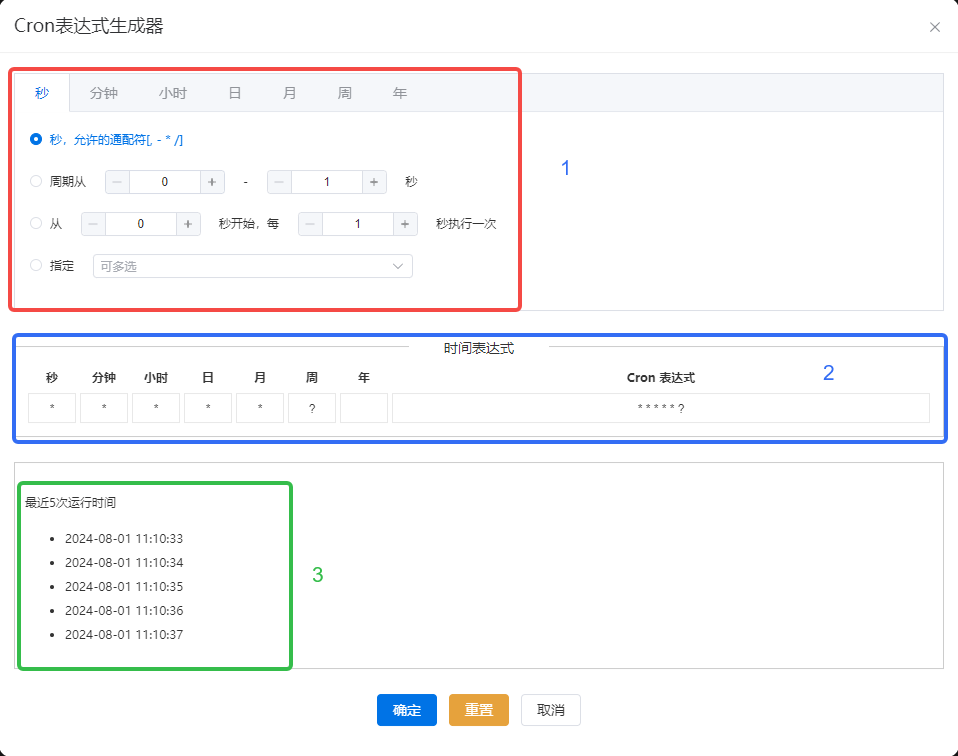 Cron表达式生成器
秒 分钟 小时 日 月 周 年
秒，允许的通配符[, - * /]
1
周期从 0 - 1 秒
从 0 秒开始，每 1 秒执行一次
指定 可多选
时间表达式
秒 分钟 小时 日 月 周 年 Cron 表达式
2
* * * * * ? * * * * * ?
最近5次运行时间
2024-08-01 11:10:33
2024-08-01 11:10:34
3
2024-08-01 11:10:35
2024-08-01 11:10:36
2024-08-01 11:10:37
确定 重置 取消